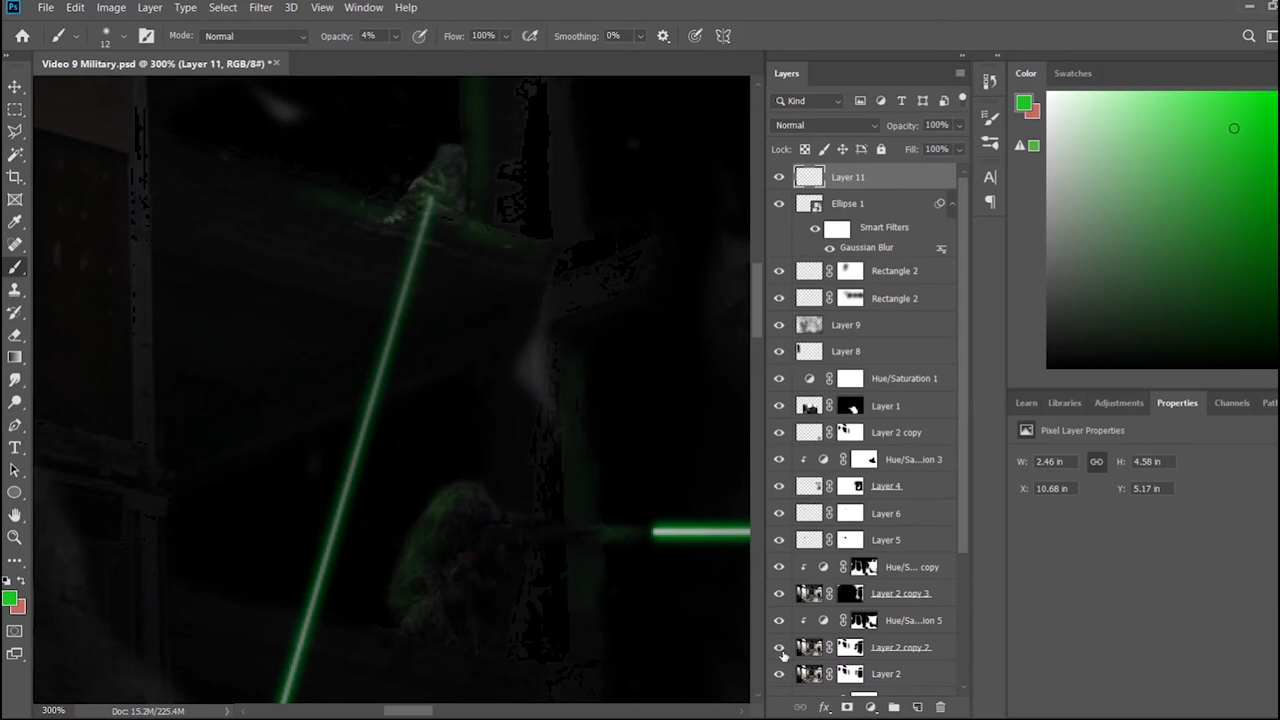 Ps File Edit Image Layer Type Select Filter 3D View Window Help
12 Mode: Normal Opacity: 4% Flow: 100% Smoothing: 0%
Video 9 Military.psd @ 300% (Layer 11, RGB/8#) *
Layers
Kind
Normal Opacity: 100%
Lock: Fill: 100%
Layer 11
Ellipse 1
Smart Filters
Gaussian Blur
Rectangle 2
Rectangle 2
Layer 9
Layer 8
Hue/Saturation 1
Layer 1
Layer 2 copy
Hue/Sa...ion 3
Layer 4
Layer 6
Layer 5
Hue/S... copy
Layer 2 copy 3
Hue/Sa...ion 5
Layer 2 copy 2
Layer 2
fx
Color Swatches
Learn Libraries Adjustments Properties Channels Pat
Pixel Layer Properties
W: 2.46 in H: 4.58 in
X: 10.68 in Y: 5.17 in
300% Doc: 15.2M/225.4M